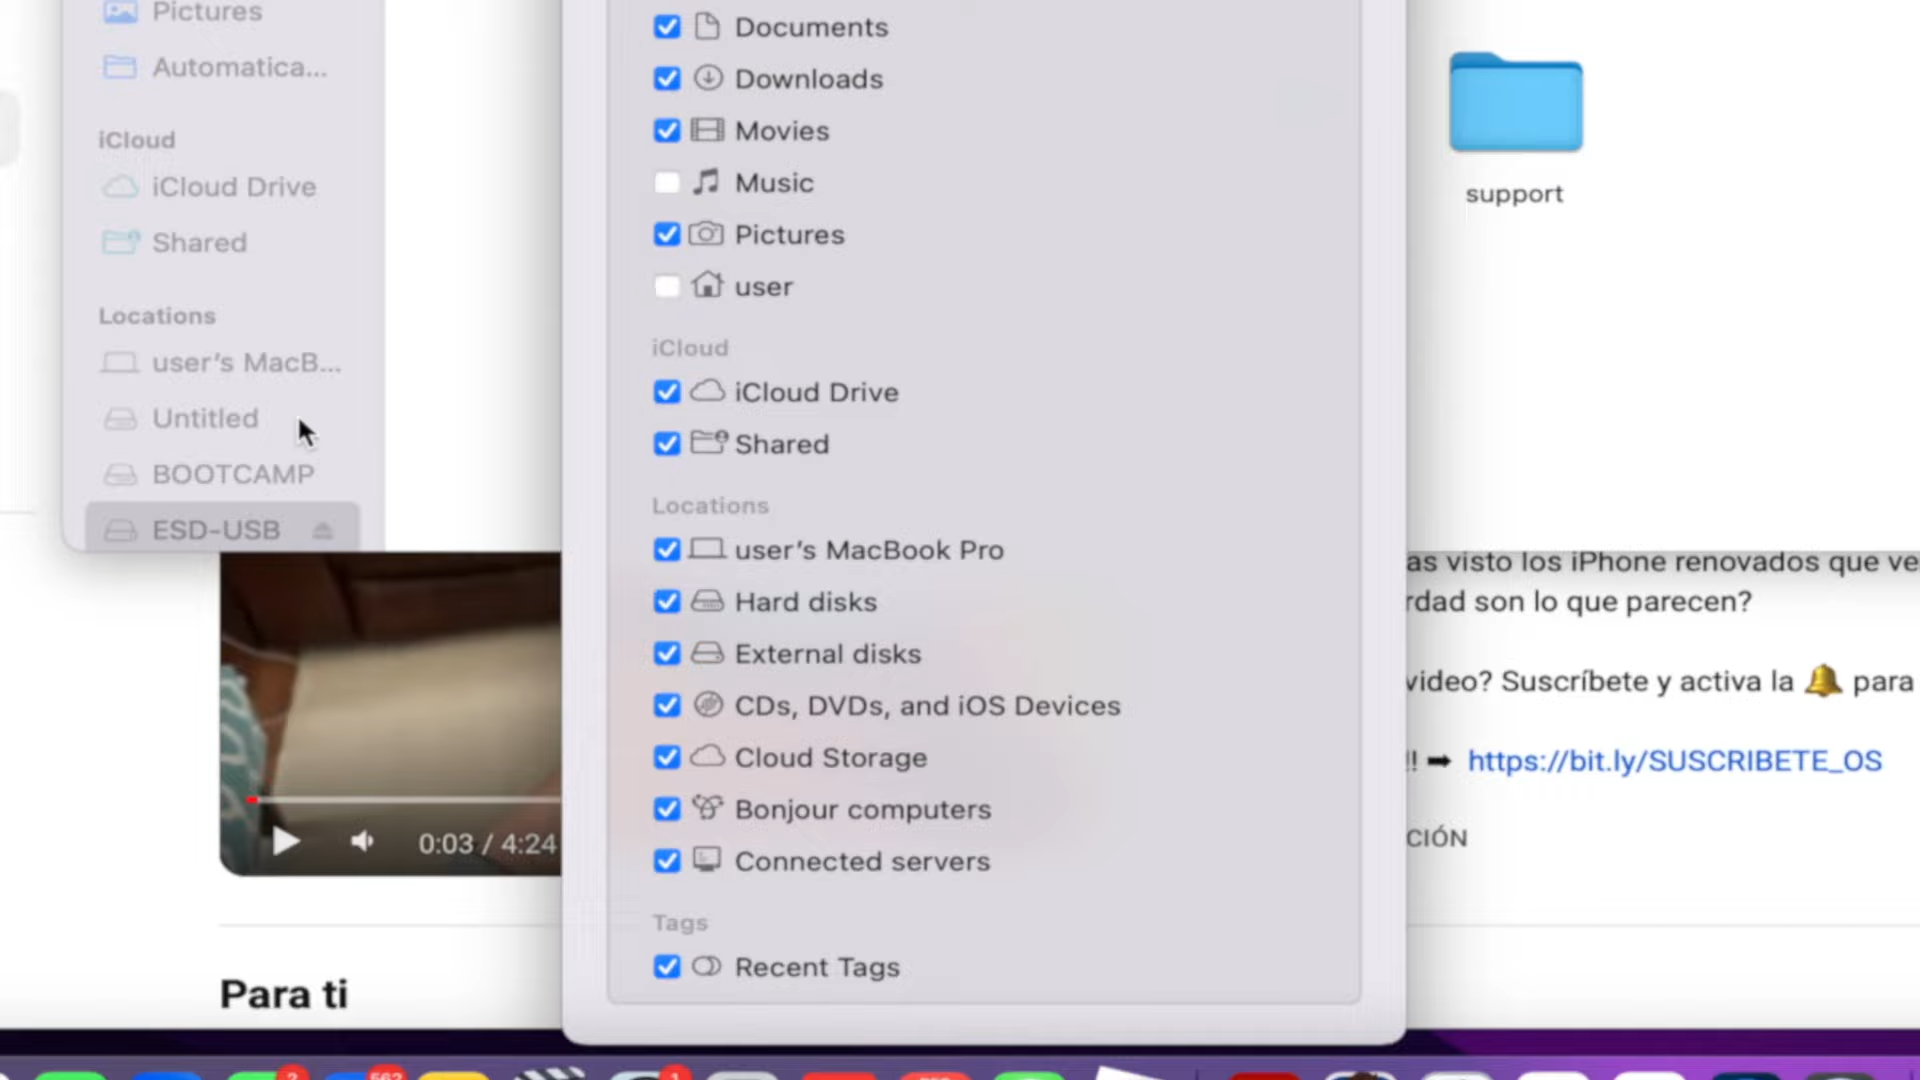 Pictures
Automatica...
iCloud
iCloud Drive
Shared
Locations
user’s MacB...
Untitled
BOOTCAMP
ESD-USB
Documents
Downloads
Movies
Music
Pictures
user
iCloud
iCloud Drive
Shared
Locations
user’s MacBook Pro
Hard disks
External disks
CDs, DVDs, and iOS Devices
Cloud Storage
Bonjour computers
Connected servers
Tags
Recent Tags
support
as visto los iPhone renovados que ve
rdad son lo que parecen?
video? Suscríbete y activa la 🔔 para
!! ➡ https://bit.ly/SUSCRIBETE_OS
CIÓN
0:03 / 4:24
Para ti
2
562
1